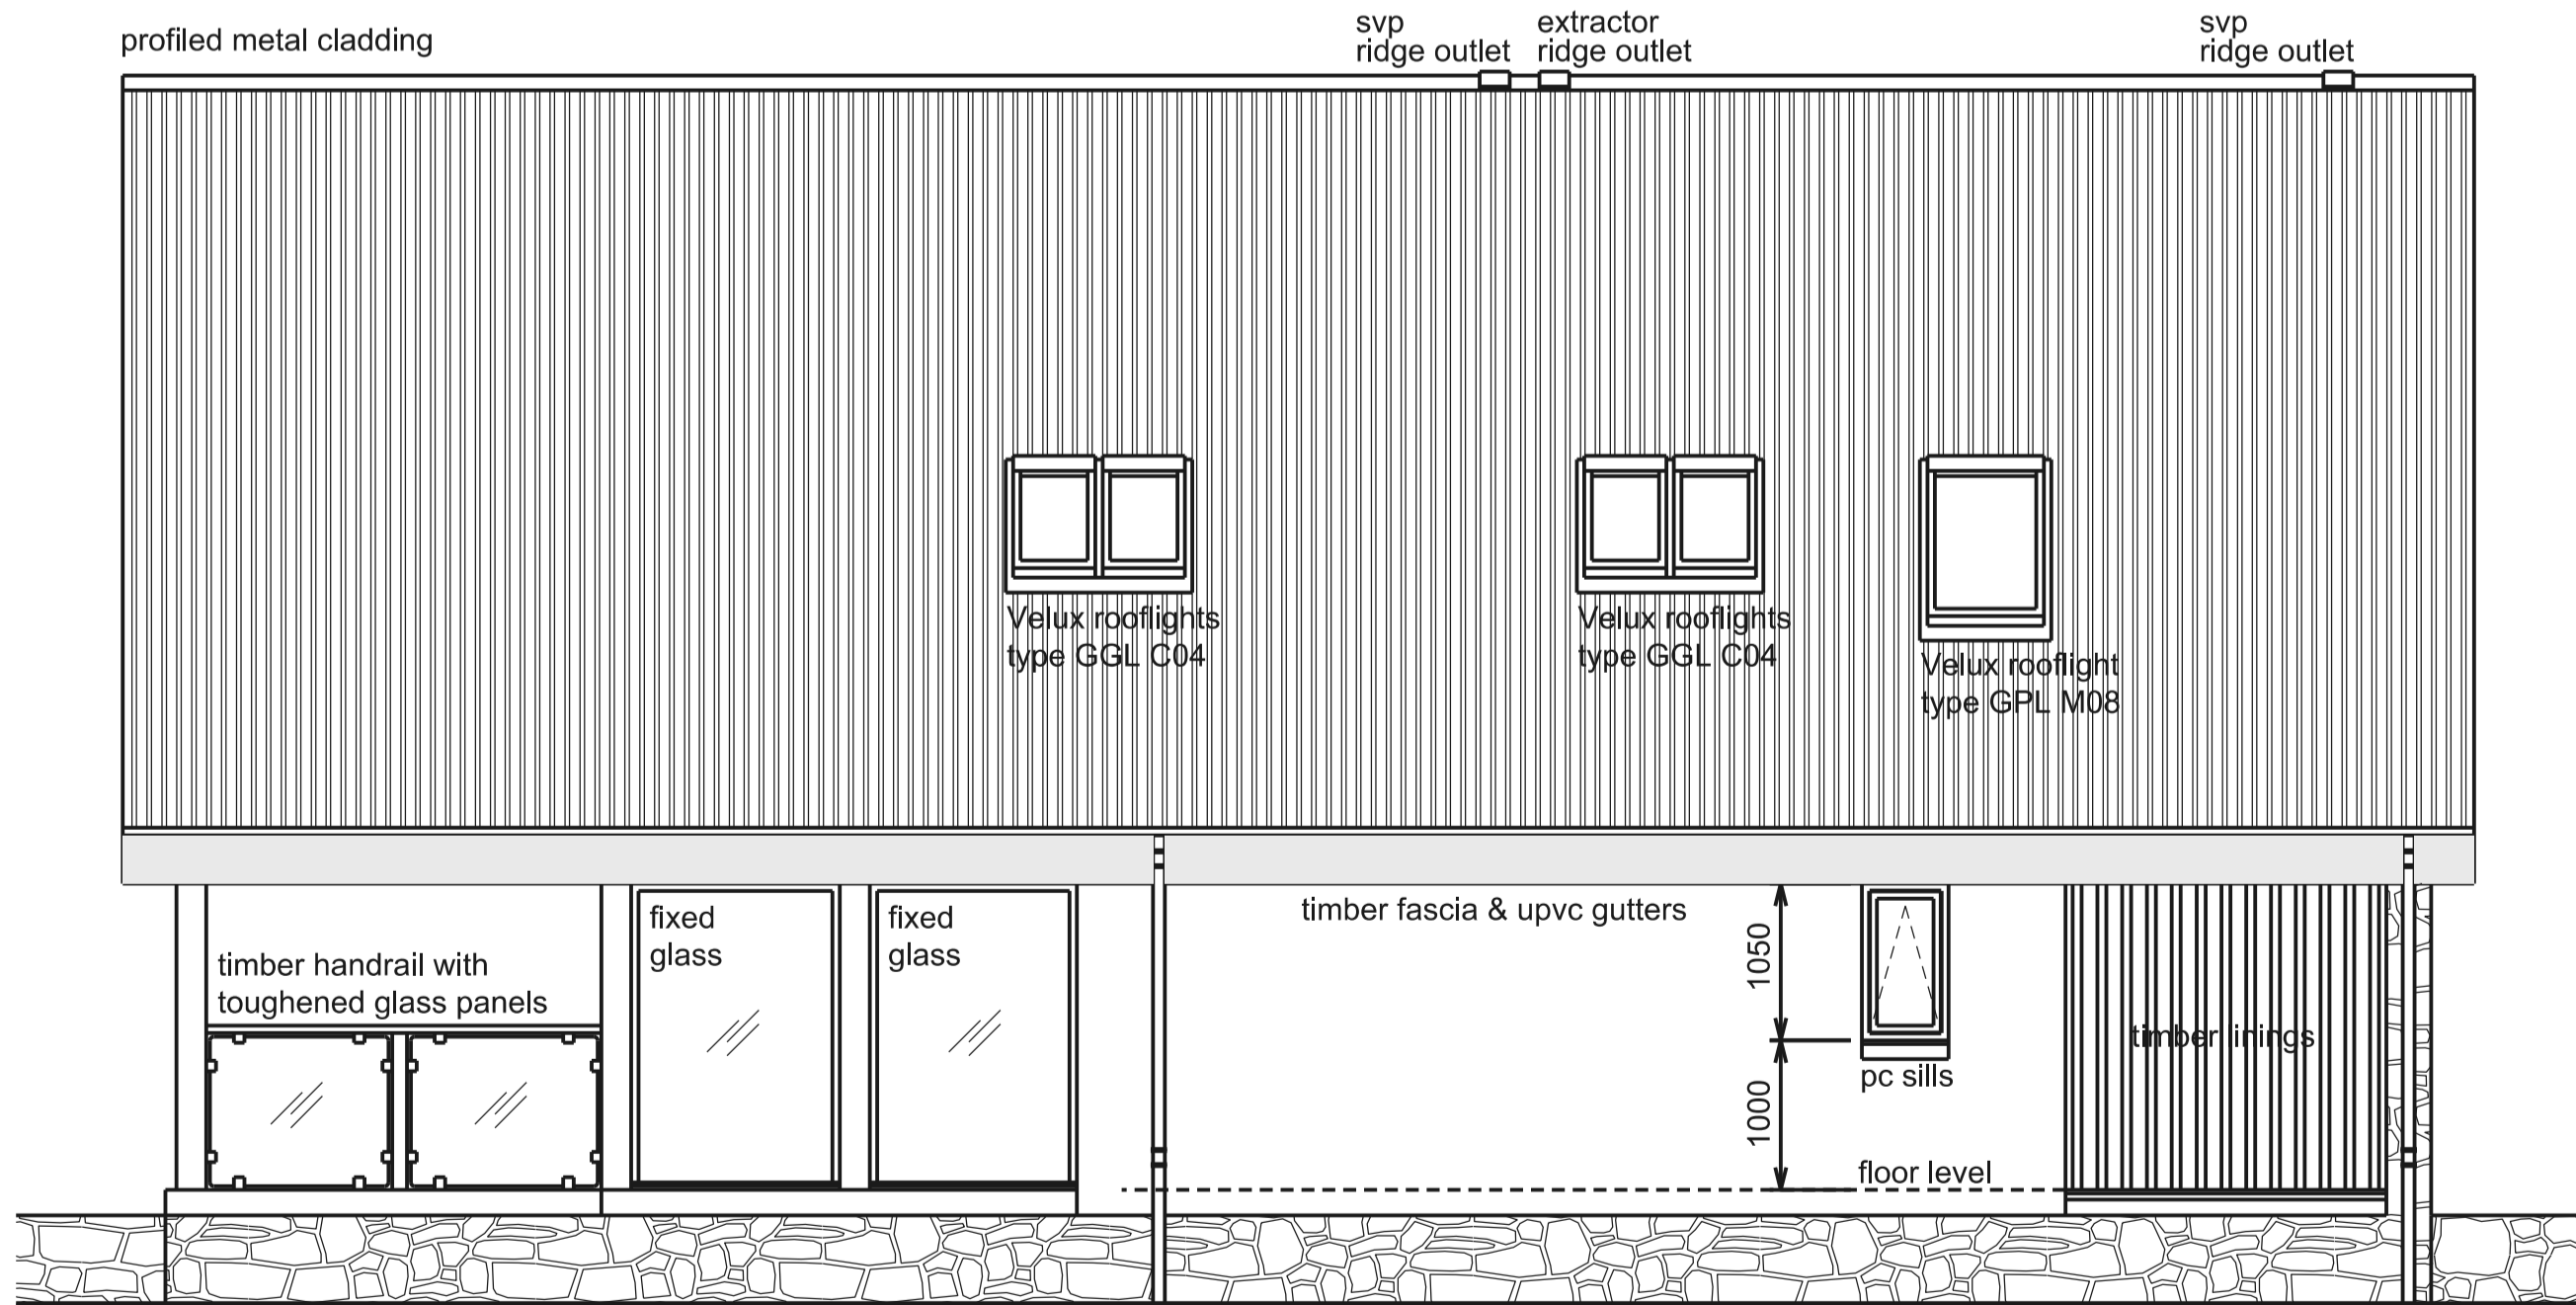 profiled metal cladding
svp
ridge outlet
extractor
ridge outlet
svp
ridge outlet
Velux rooflights
type GGL C04
Velux rooflights
type GGL C04
Velux rooflight
type GPL M08
fixed
glass
fixed
glass
timber fascia & upvc gutters
1050
timber handrail with
toughened glass panels
timber linings
pc sills
1000
floor level